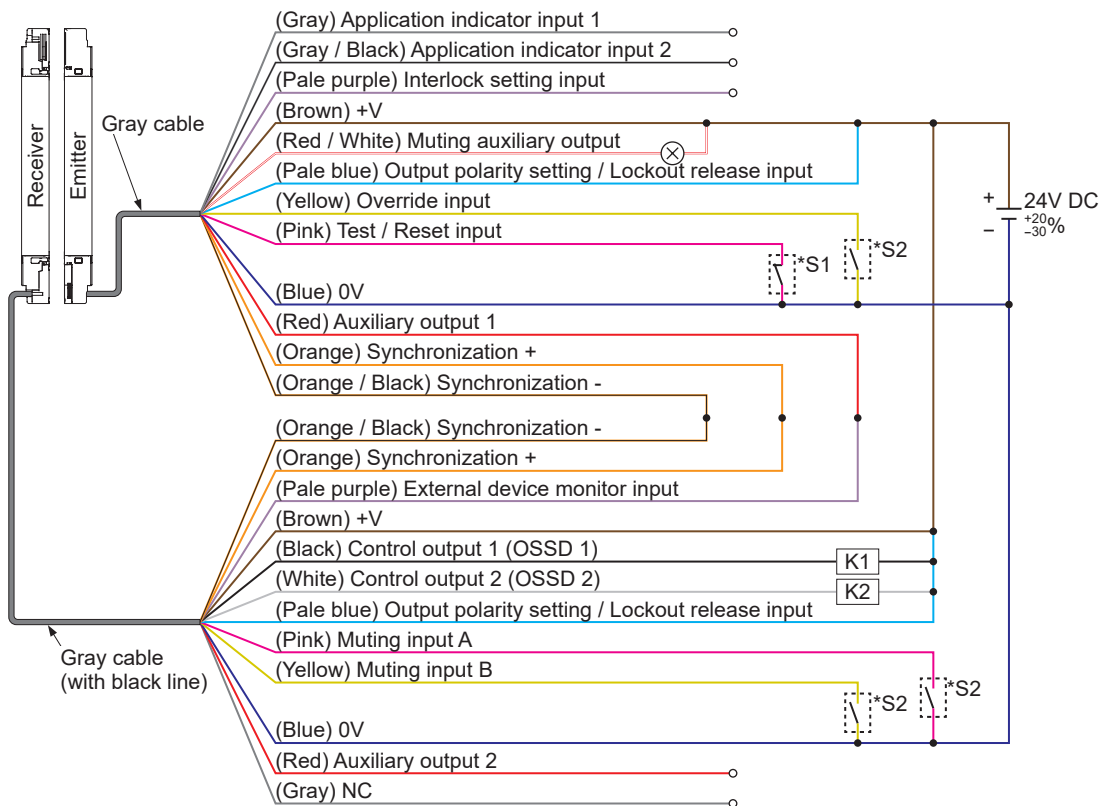 (Gray) Application indicator input 1
(Gray / Black) Application indicator input 2
(Pale purple) Interlock setting input
(Brown) +V
Gray cable
(Red / White) Muting auxiliary output
(Pale blue) Output polarity setting / Lockout release input
Receiver
Emitter
(Yellow) Override input
+
24V DC
+20
−30 %
−
(Pink) Test / Reset input
*S1
*S2
(Blue) 0V
(Red) Auxiliary output 1
(Orange) Synchronization +
(Orange / Black) Synchronization -
(Orange / Black) Synchronization -
(Orange) Synchronization +
(Pale purple) External device monitor input
(Brown) +V
(Black) Control output 1 (OSSD 1)
K1
(White) Control output 2 (OSSD 2)
K2
(Pale blue) Output polarity setting / Lockout release input
(Pink) Muting input A
Gray cable
(with black line)
(Yellow) Muting input B
*S2
*S2
(Blue) 0V
(Red) Auxiliary output 2
(Gray) NC